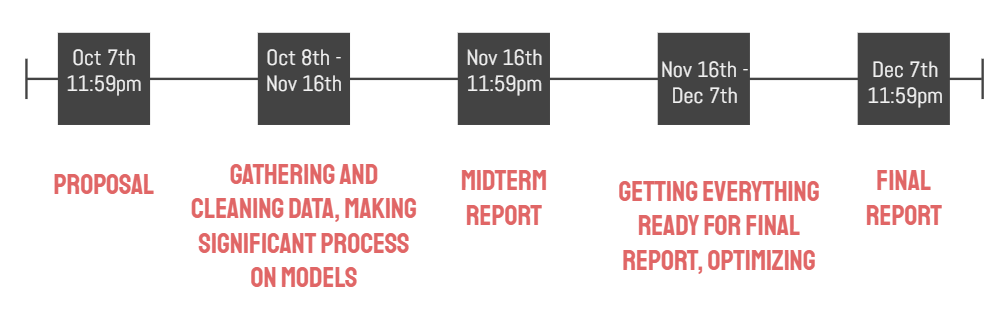 Oct 7th
11:59pm
Oct 8th -
Nov 16th
Nov 16th
11:59pm
Nov 16th -
Dec 7th
Dec 7th
11:59pm
PROPOSAL
GATHERING AND
CLEANING DATA, MAKING
SIGNIFICANT PROCESS
ON MODELS
MIDTERM
REPORT
GETTING EVERYTHING
READY FOR FINAL
REPORT, OPTIMIZING
FINAL
REPORT